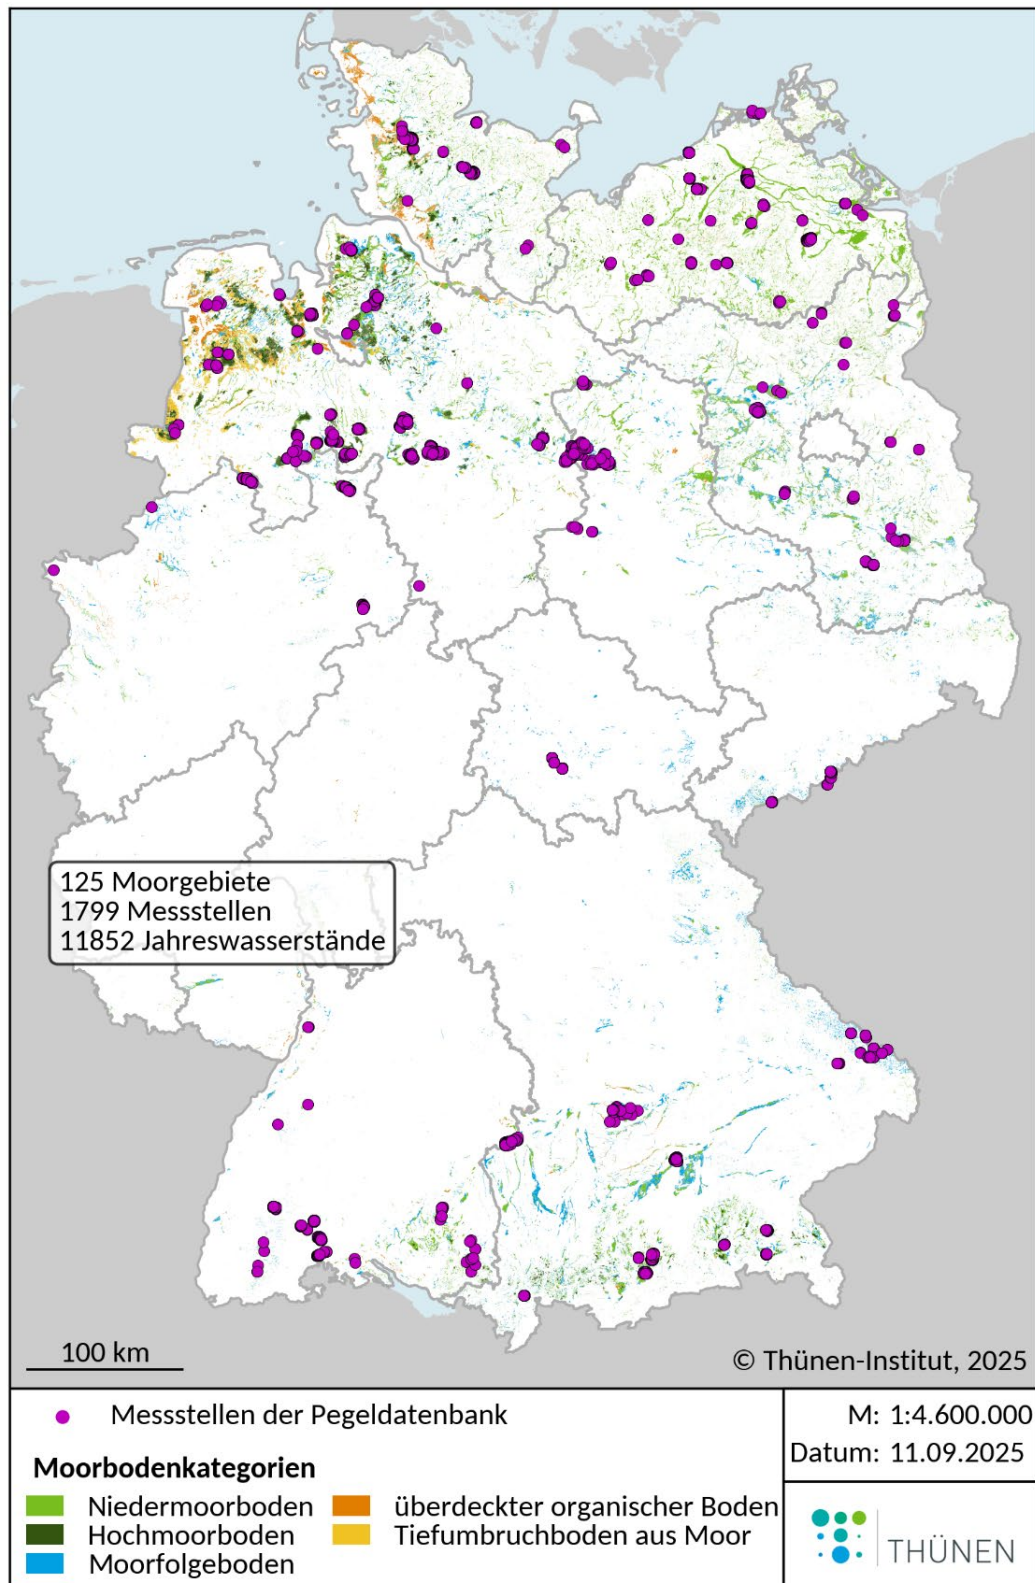 125 Moorgebiete
1799 Messstellen
11852 Jahreswasserstände
100 km
© Thünen-Institut, 2025
Messstellen der Pegeldatenbank
Moorbodenkategorien
Niedermoorboden
Hochmoorboden
Moorfolgeboden
überdeckter organischer Boden
Tiefumbruchboden aus Moor
M: 1:4.600.000
Datum: 11.09.2025
THÜNEN